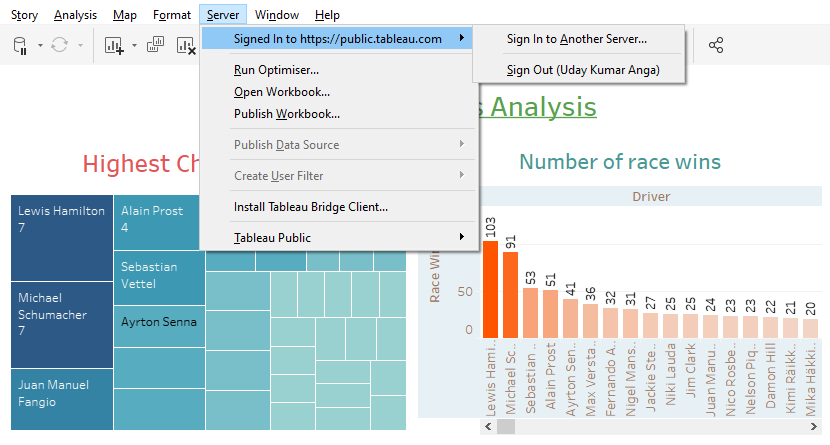 Story Analysis Map Format Server Window Help
Signed In to https://public.tableau.com
Sign In to Another Server...
Sign Out (Uday Kumar Anga)
Run Optimiser...
Open Workbook...
Publish Workbook...
Publish Data Source
Create User Filter
Install Tableau Bridge Client...
Tableau Public
s Analysis
Highest Ch
Number of race wins
Lewis Hamilton
7
Michael
Schumacher
7
Juan Manuel
Fangio
Alain Prost
4
Sebastian
Vettel
Ayrton Senna
Driver
Race Win
50
0
103
91
53
51
41
36
32
31
27
25
25
24
23
23
22
21
20
Lewis Hami..
Michael Sc..
Sebastian ..
Alain Prost
Ayrton Sen..
Max Versta..
Fernando A..
Nigel Mans..
Jackie Ste..
Niki Lauda
Jim Clark
Juan Manu..
Nico Rosbe..
Nelson Piq..
Damon Hill
Kimi Räikk..
Mika Häkki..